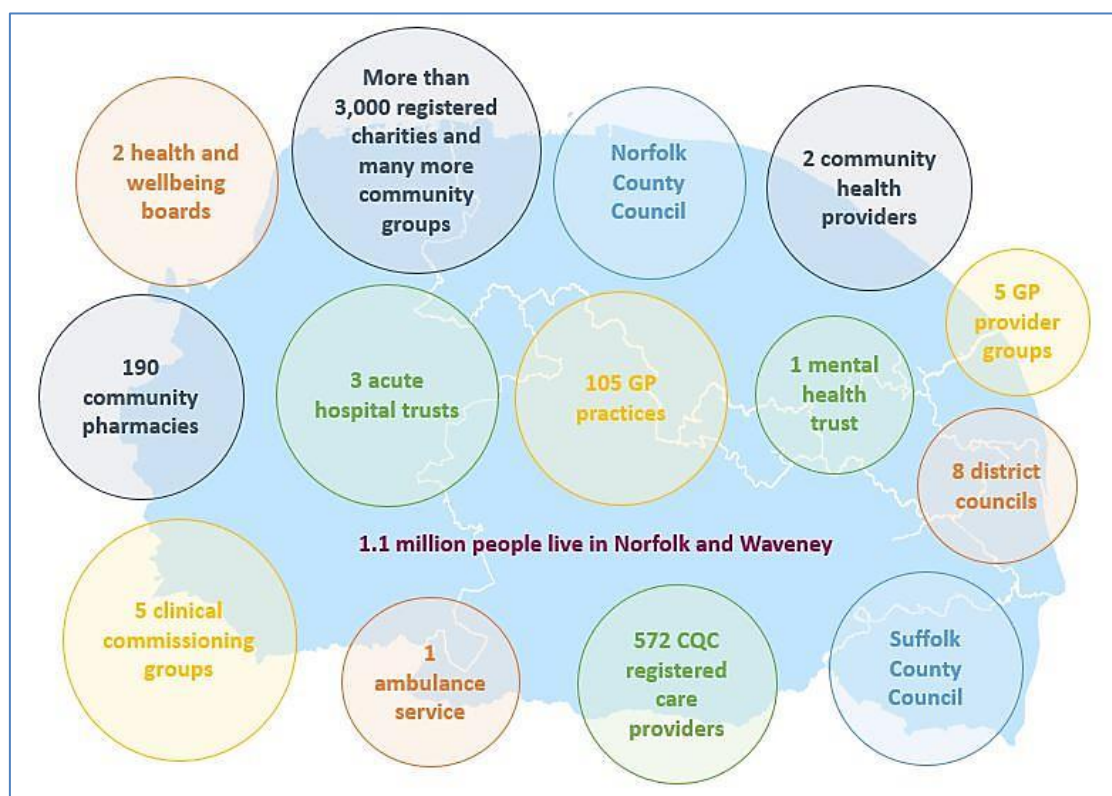 More than
3,000 registered
charities and
many more
community
groups
2 health and
wellbeing
boards
Norfolk
County
Council
2 community
health
providers
5 GP
provider
groups
190
community
pharmacies
3 acute
hospital trusts
105 GP
practices
1 mental
health
trust
8 district
councils
1.1 million people live in Norfolk and Waveney
5 clinical
commissioning
groups
1
ambulance
service
572 CQC
registered
care
providers
Suffolk
County
Council